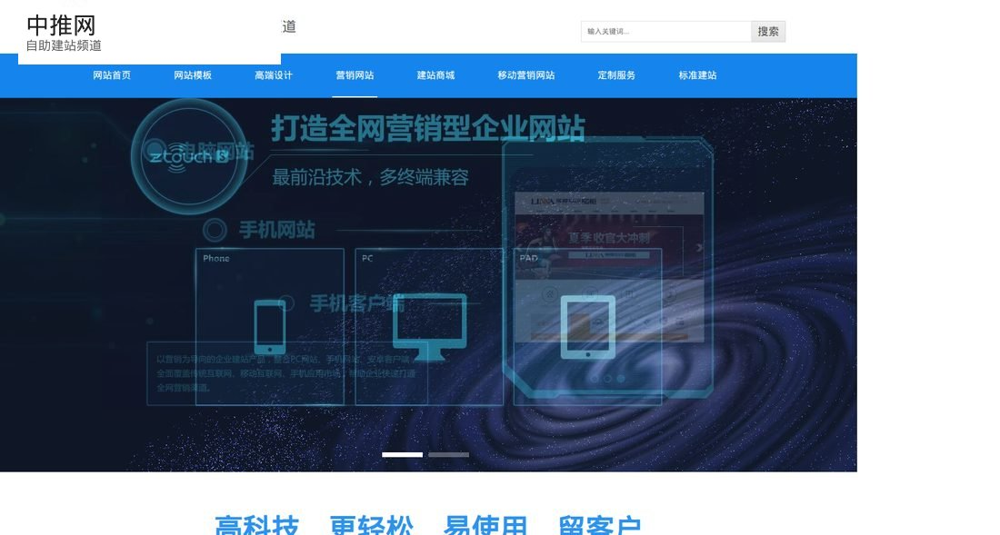 中推网
自助建站频道
道
输入关键词...
搜索
网站首页 网站模板 高端设计 营销网站 建站商城 移动营销网站 定制服务 标准建站
打造全网营销型企业网站
电脑网站
ztouch
最前沿技术，多终端兼容
手机网站
夏季收官大冲刺
Phone
PC
PAD
手机客户端
以营销为导向的企业建站产品，整合PC网站、手机网站、安卓客户端，
全面覆盖传统互联网、移动互联网、手机应用市场，帮助企业快速打造
全网营销渠道。
高科技 更轻松 易使用 留客户